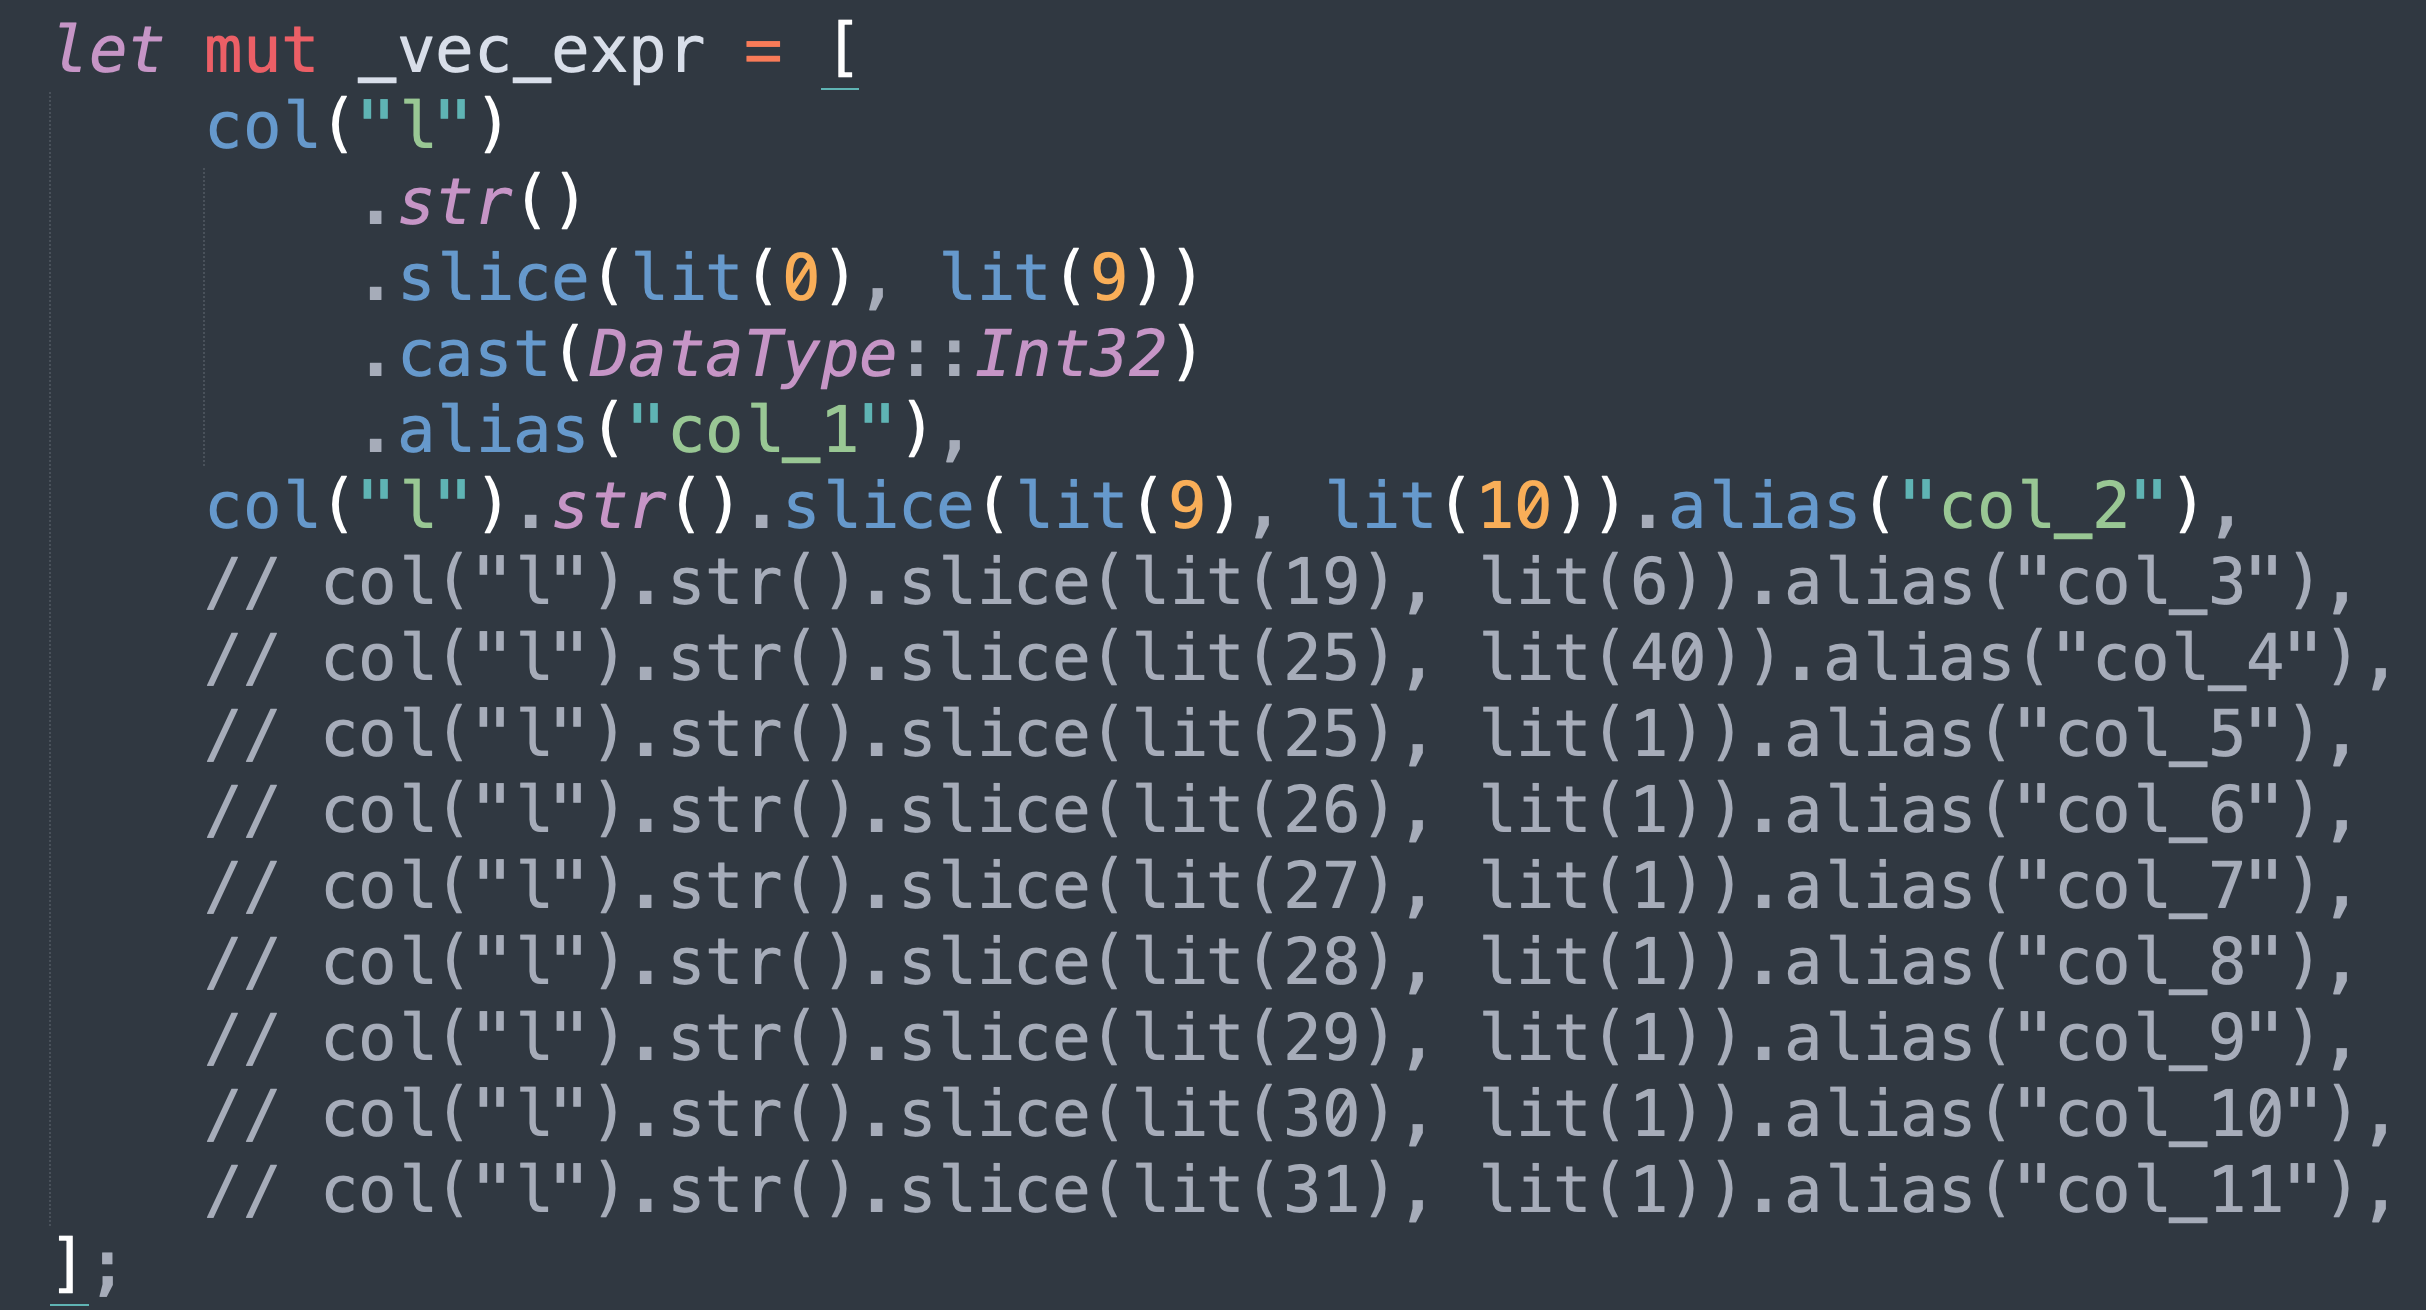 let mut _vec_expr = [
    col("l")
        .str()
        .slice(lit(0), lit(9))
        .cast(DataType::Int32)
        .alias("col_1"),
    col("l").str().slice(lit(9), lit(10)).alias("col_2"),
    // col("l").str().slice(lit(19), lit(6)).alias("col_3"),
    // col("l").str().slice(lit(25), lit(40)).alias("col_4"),
    // col("l").str().slice(lit(25), lit(1)).alias("col_5"),
    // col("l").str().slice(lit(26), lit(1)).alias("col_6"),
    // col("l").str().slice(lit(27), lit(1)).alias("col_7"),
    // col("l").str().slice(lit(28), lit(1)).alias("col_8"),
    // col("l").str().slice(lit(29), lit(1)).alias("col_9"),
    // col("l").str().slice(lit(30), lit(1)).alias("col_10"),
    // col("l").str().slice(lit(31), lit(1)).alias("col_11"),
];